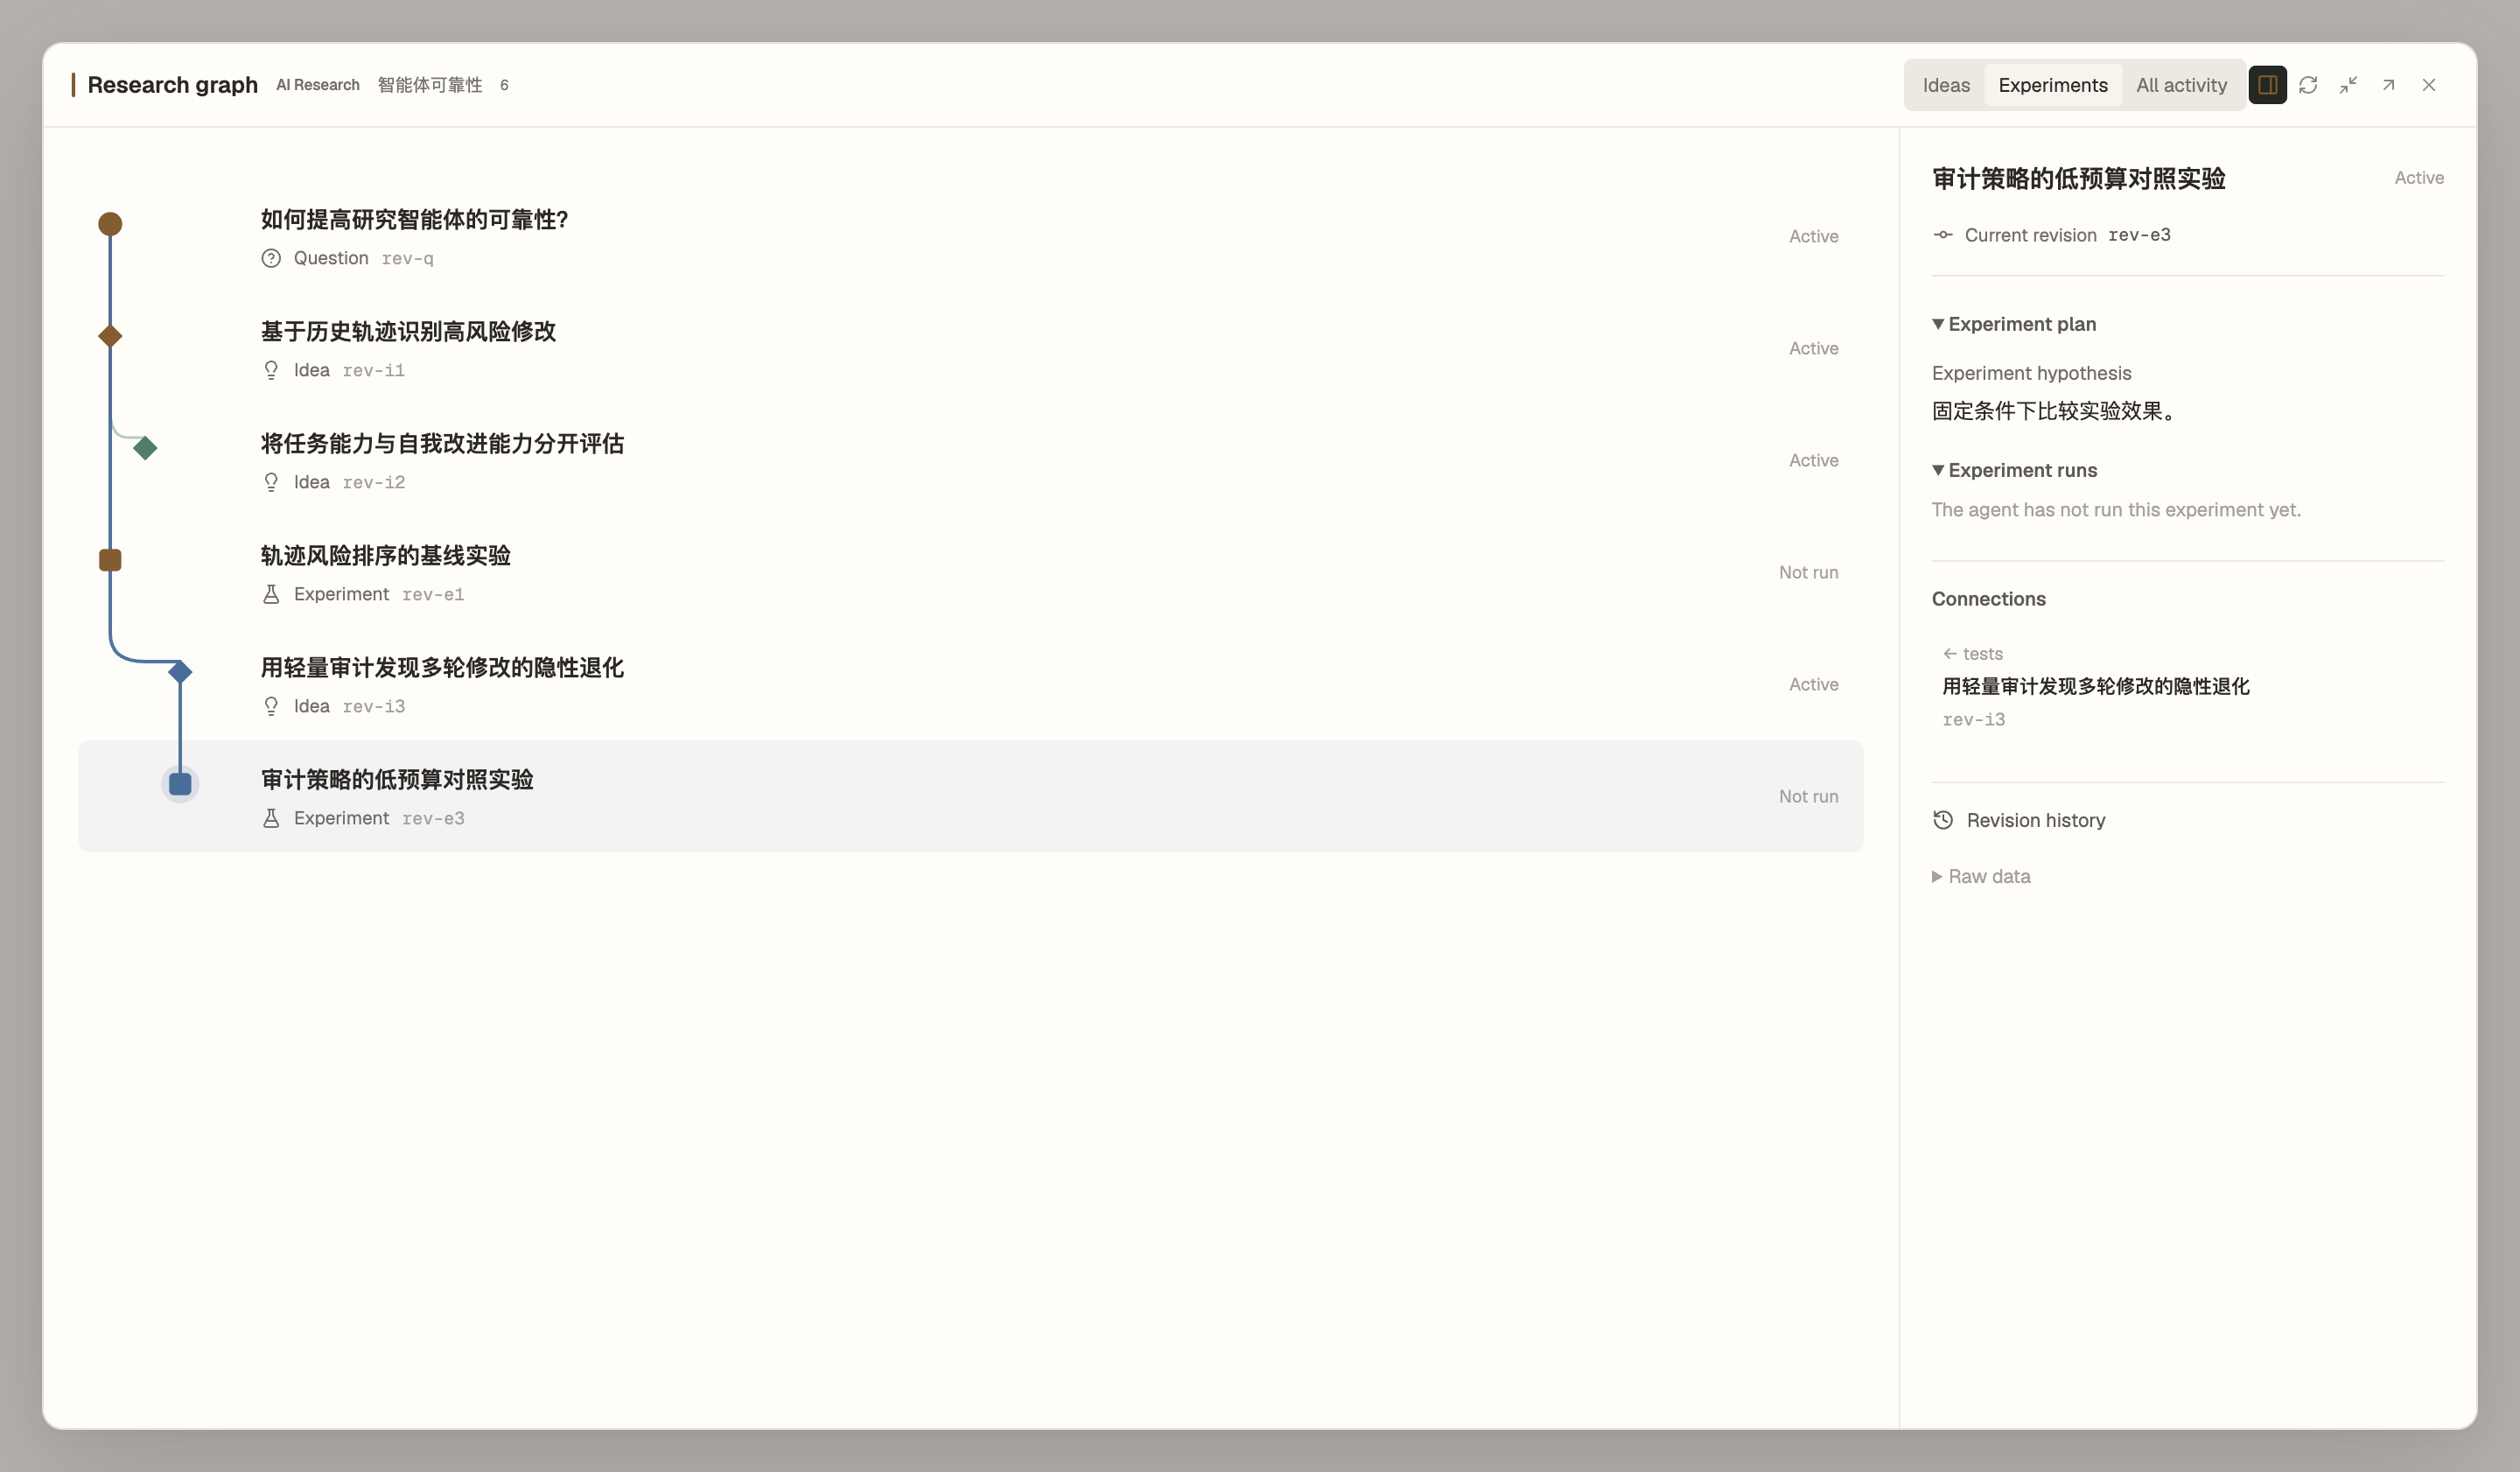 Research graph AI Research 智能体可靠性 6
Ideas Experiments All activity
如何提高研究智能体的可靠性?
Question rev-q
Active
基于历史轨迹识别高风险修改
Idea rev-i1
Active
将任务能力与自我改进能力分开评估
Idea rev-i2
Active
轨迹风险排序的基线实验
Experiment rev-e1
Not run
用轻量审计发现多轮修改的隐性退化
Idea rev-i3
Active
审计策略的低预算对照实验
Experiment rev-e3
Not run
审计策略的低预算对照实验 Active
Current revision rev-e3
Experiment plan
Experiment hypothesis
固定条件下比较实验效果。
Experiment runs
The agent has not run this experiment yet.
Connections
← tests
用轻量审计发现多轮修改的隐性退化
rev-i3
Revision history
Raw data